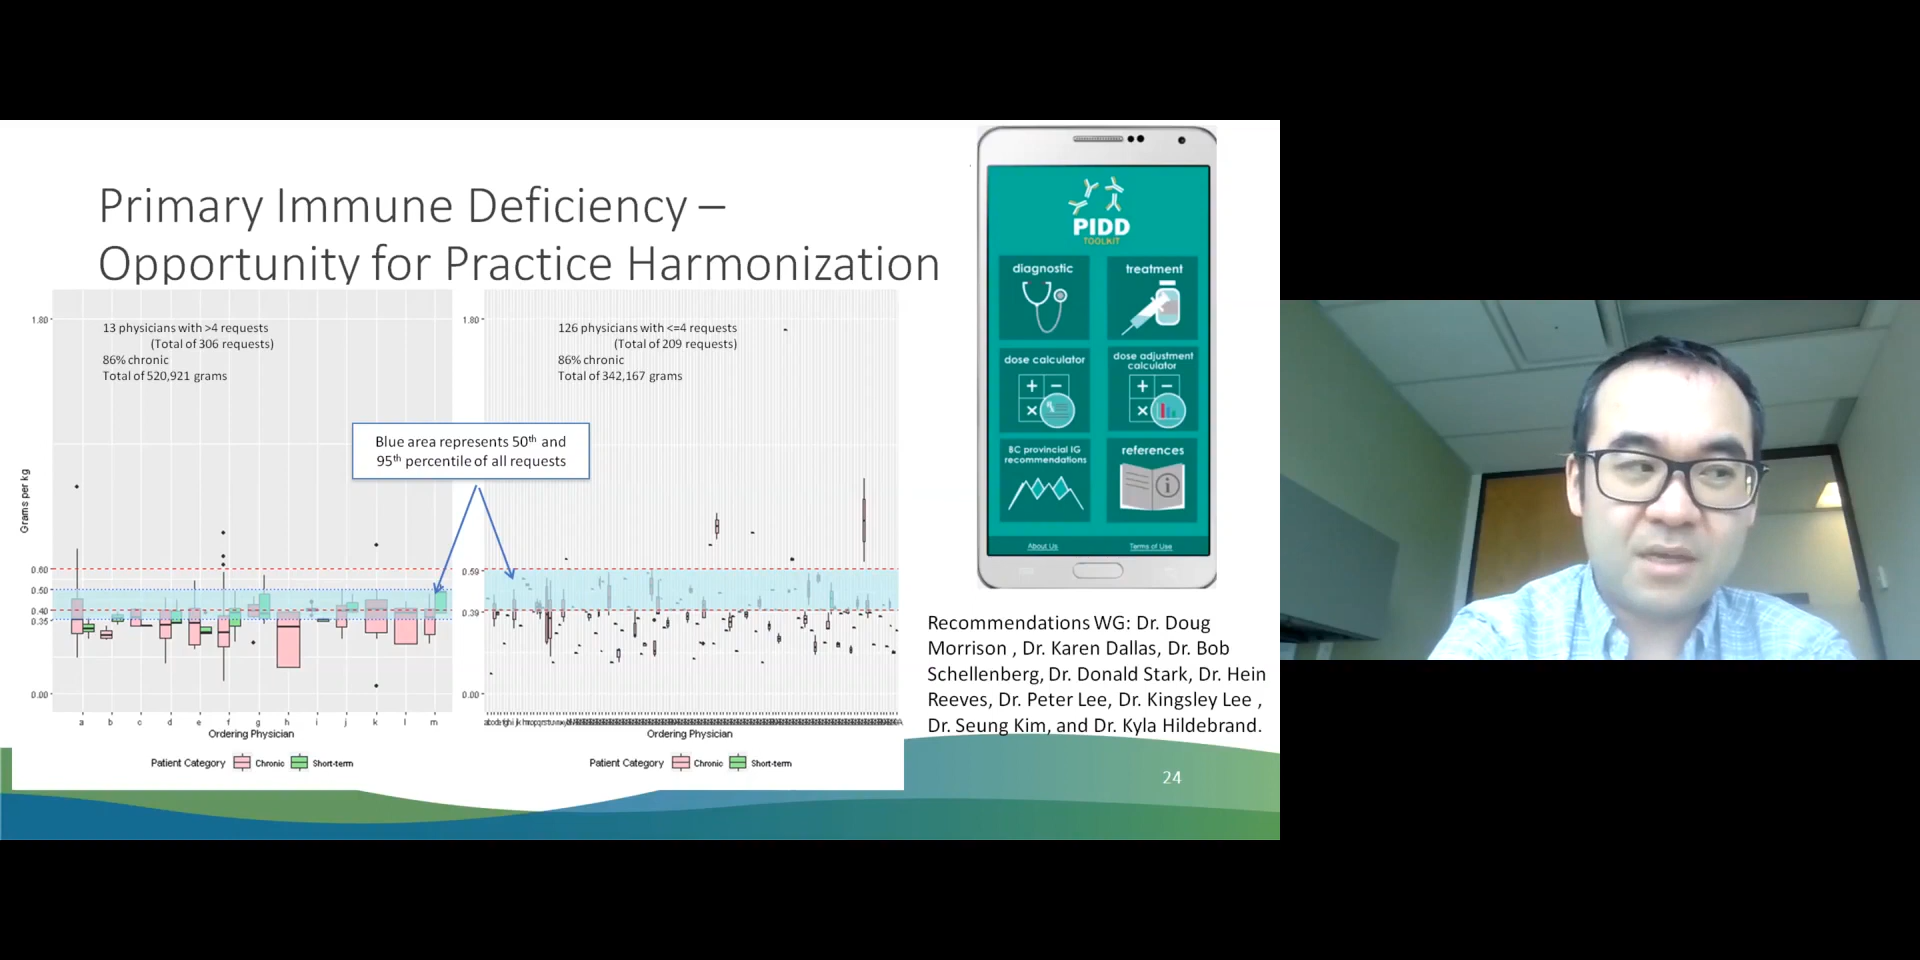 Primary Immune Deficiency –
Opportunity for Practice Harmonization
1.80
13 physicians with >4 requests
(Total of 306 requests)
86% chronic
Total of 520,921 grams
1.80
126 physicians with <=4 requests
(Total of 209 requests)
86% chronic
Total of 342,167 grams
Blue area represents 50th and
95th percentile of all requests
Grams per kg
0.60
0.50
0.40
0.35
0.00
0.59
0.39
0.00
a b c d e f g h i j k l m
Ordering Physician
Ordering Physician
Patient Category Chronic Short-term
Patient Category Chronic Short-term
PIDD
TOOLKIT
diagnostic
treatment
dose calculator
dose adjustment
calculator
BC provincial IG
recommendations
references
About Us
Terms of Use
Recommendations WG: Dr. Doug
Morrison , Dr. Karen Dallas, Dr. Bob
Schellenberg, Dr. Donald Stark, Dr. Hein
Reeves, Dr. Peter Lee, Dr. Kingsley Lee ,
Dr. Seung Kim, and Dr. Kyla Hildebrand.
24